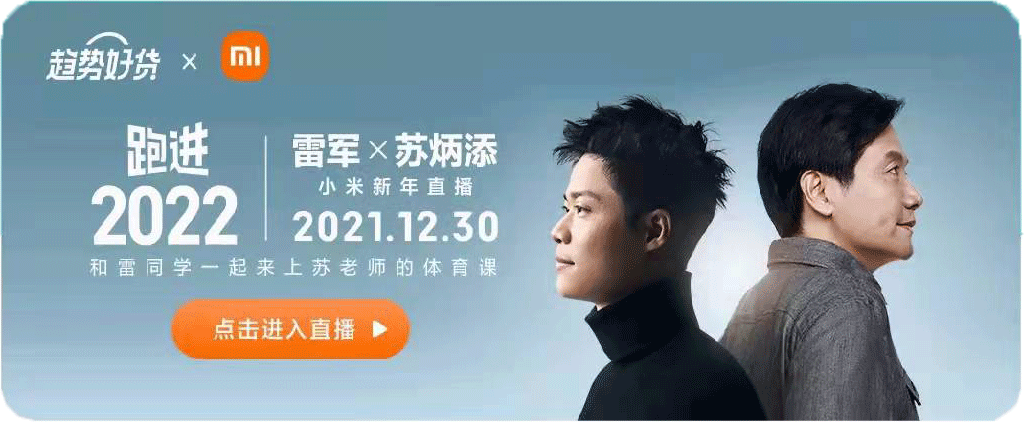 趋势好货 × mi
跑进
2022
雷军×苏炳添
小米新年直播
2021.12.30
和雷同学一起来上苏老师的体育课
点击进入直播